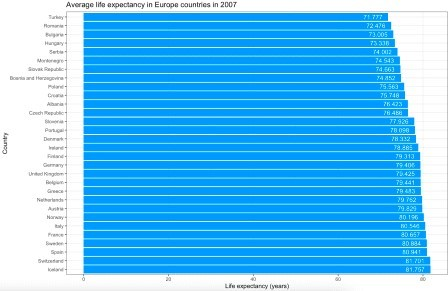 Average life expectancy in Europe countries in 2007
Turkey 71.777
Romania 72.476
Bulgaria 73.005
Hungary 73.338
Serbia 74.002
Montenegro 74.543
Slovak Republic 74.663
Bosnia and Herzegovina 74.852
Poland 75.563
Croatia 75.748
Albania 76.423
Czech Republic 76.486
Slovenia 77.926
Portugal 78.098
Denmark 78.332
Ireland 78.885
Finland 79.313
Germany 79.406
United Kingdom 79.425
Belgium 79.441
Greece 79.483
Netherlands 79.762
Austria 79.829
Norway 80.196
Italy 80.546
France 80.657
Sweden 80.884
Spain 80.941
Switzerland 81.701
Iceland 81.757
Country
0 20 40 60 80
Life expectancy (years)